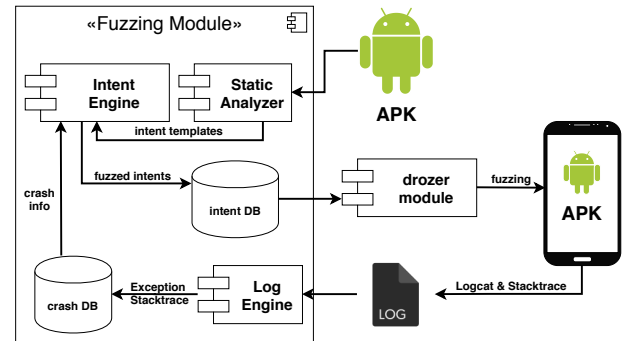 «Fuzzing Module»
Intent
Engine
Static
Analyzer
APK
intent templates
fuzzed intents
crash
info
intent DB
drozer
module
fuzzing
APK
crash DB
Exception
Stacktrace
Log
Engine
LOG
Logcat & Stacktrace